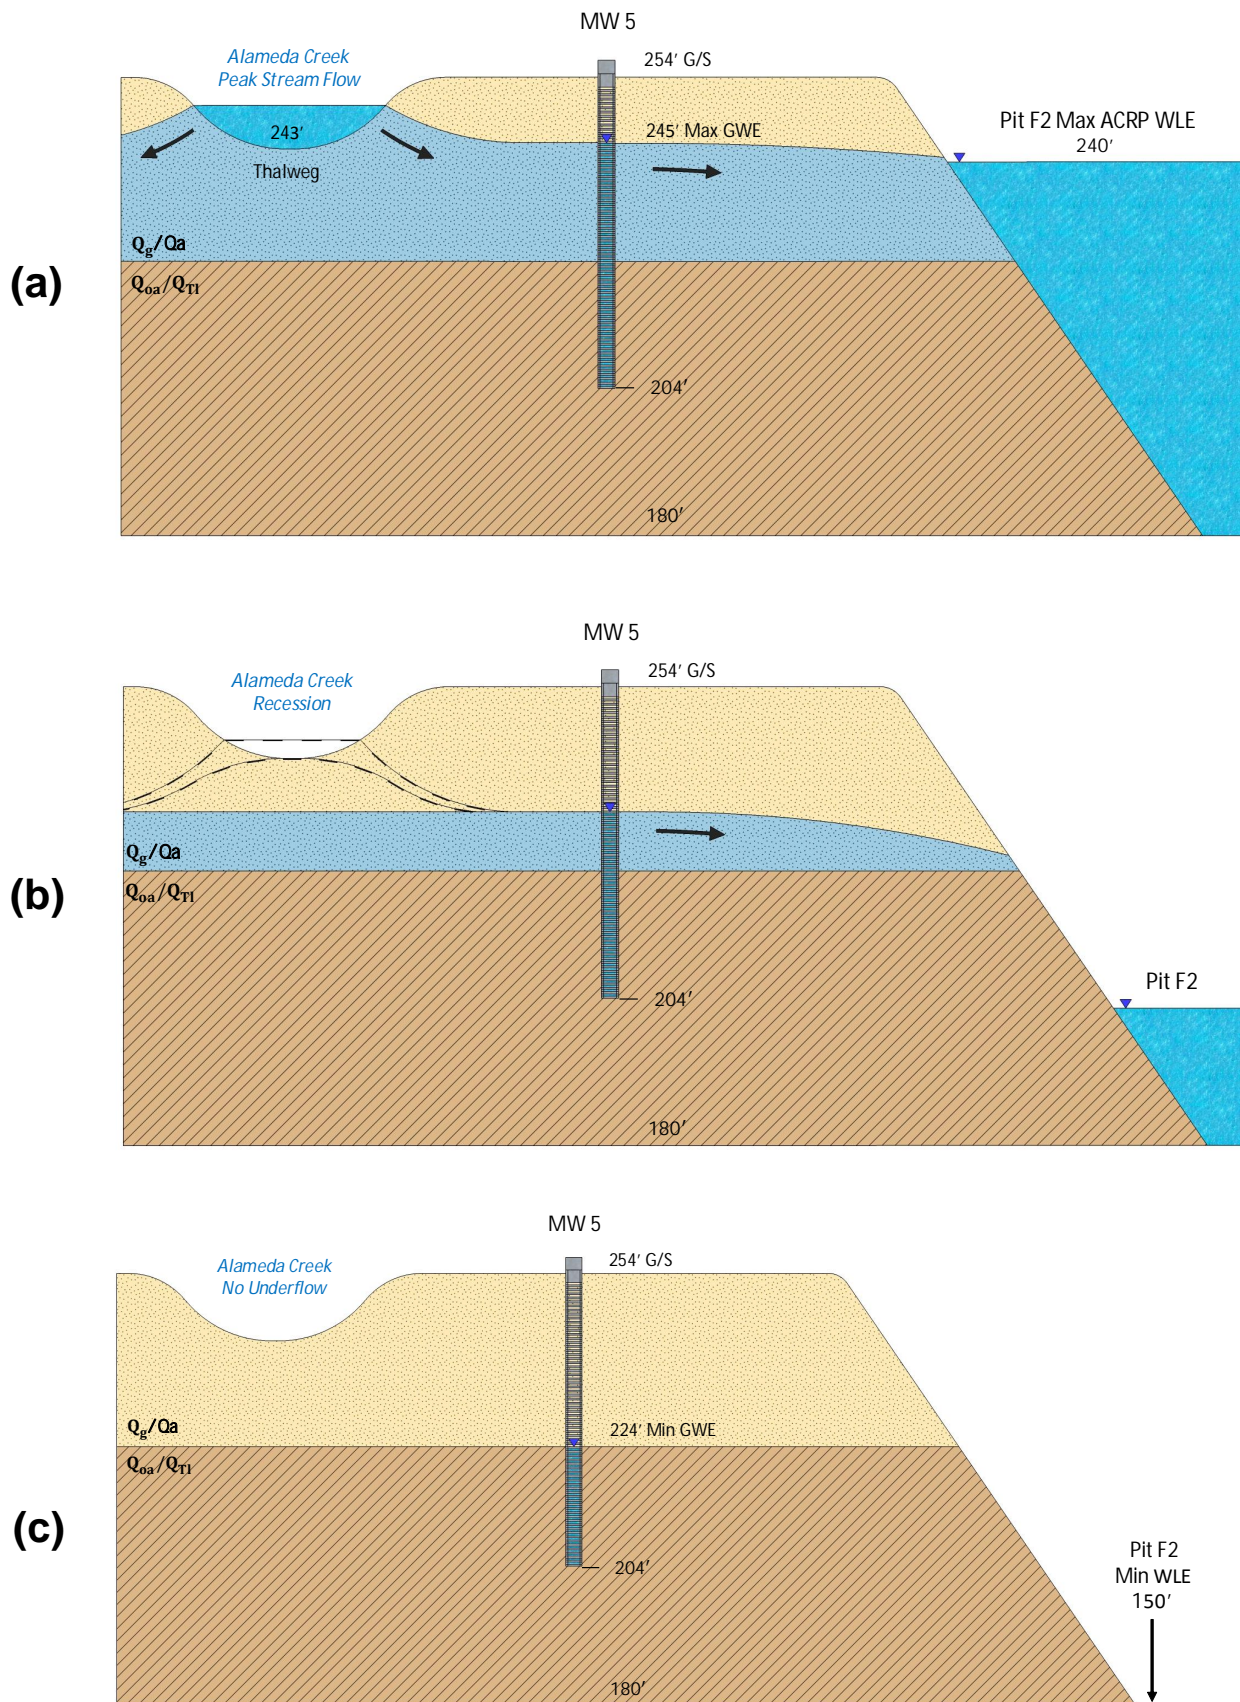 MW 5
Alameda Creek
Peak Stream Flow
254' G/S
243'
Thalweg
245' Max GWE
Pit F2 Max ACRP WLE
240'
Qg/Qa
Qoa/QTl
(a)
204'
180'
MW 5
Alameda Creek
Recession
254' G/S
Qg/Qa
Qoa/QTl
(b)
204'
Pit F2
180'
MW 5
Alameda Creek
No Underflow
254' G/S
Qg/Qa
224' Min GWE
Qoa/QTl
(c)
204'
Pit F2
Min WLE
150'
180'